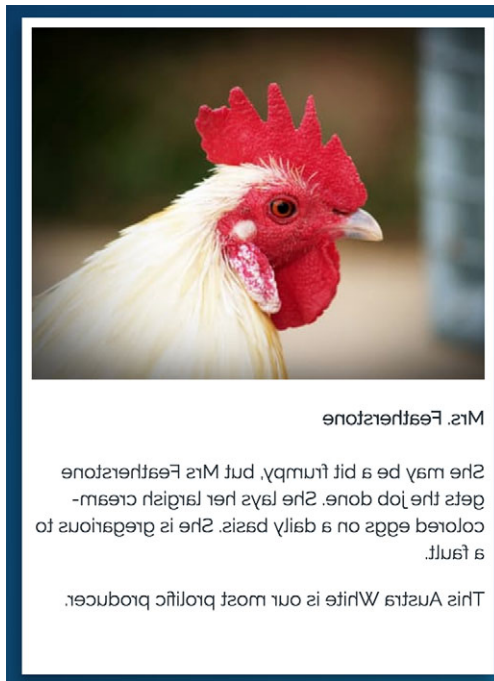 Mrs. Featherstone
She may be a bit frumpy, but Mrs Featherstone
gets the job done. She lays her largish cream-
colored eggs on a daily basis. She is gregarious to
a fault.
This Austra White is our most prolific producer.